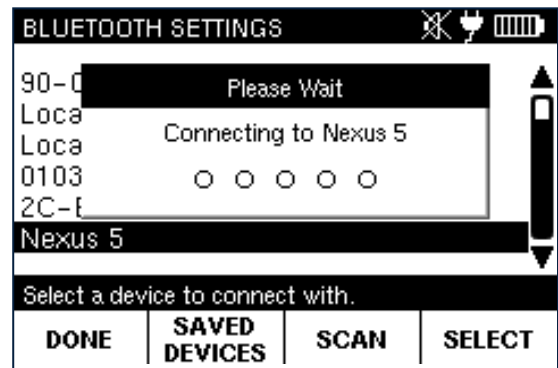 BLUETOOTH SETTINGS
90-0
Loca
Loca
0103
2C-E
Please Wait
Connecting to Nexus 5
Nexus 5
Select a device to connect with.
DONE
SAVED DEVICES
SCAN
SELECT